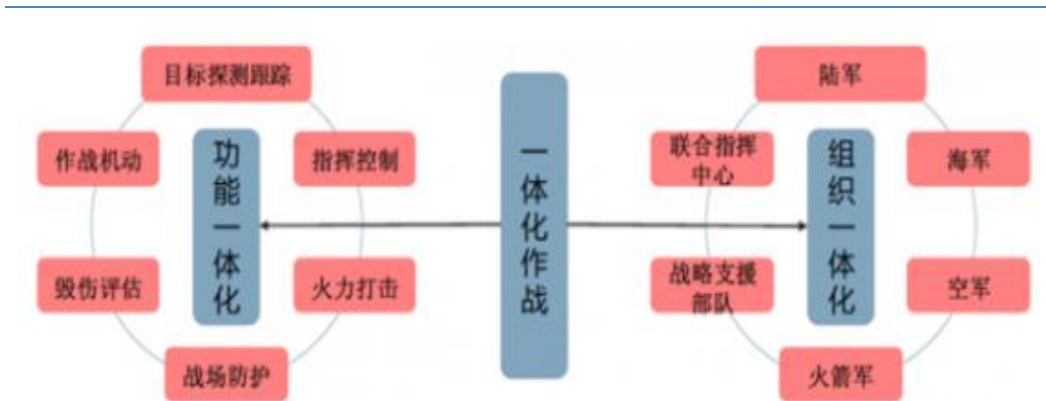 目标探测跟踪
作战机动
指挥控制
功能一体化
毁伤评估
火力打击
战场防护
一体化作战
陆军
联合指挥
中心
海军
组织一体化
战略支援
部队
空军
火箭军